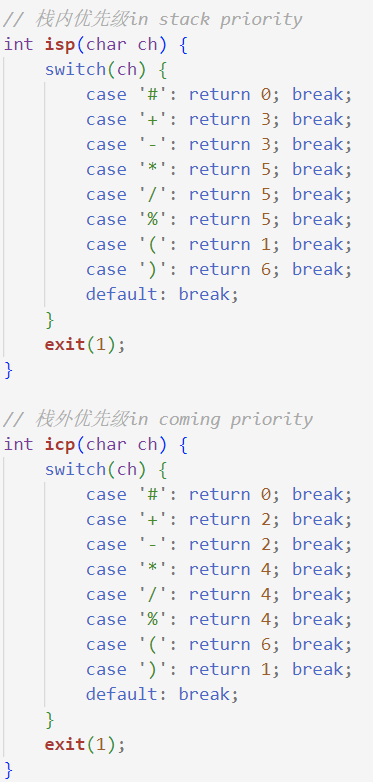 // 栈内优先级in stack priority
int isp(char ch) {
    switch(ch) {
        case '#': return 0; break;
        case '+': return 3; break;
        case '-': return 3; break;
        case '*': return 5; break;
        case '/': return 5; break;
        case '%': return 5; break;
        case '(': return 1; break;
        case ')': return 6; break;
        default: break;
    }
    exit(1);
}

// 栈外优先级in coming priority
int icp(char ch) {
    switch(ch) {
        case '#': return 0; break;
        case '+': return 2; break;
        case '-': return 2; break;
        case '*': return 4; break;
        case '/': return 4; break;
        case '%': return 4; break;
        case '(': return 6; break;
        case ')': return 1; break;
        default: break;
    }
    exit(1);
}